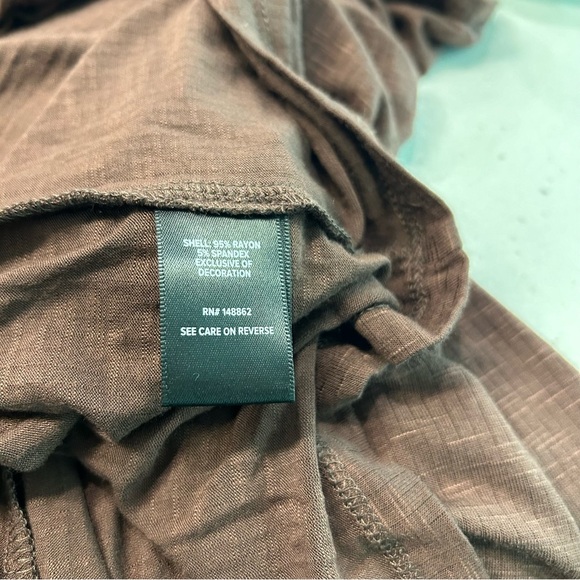 SHELL: 95% RAYON
5% SPANDEX
EXCLUSIVE OF
DECORATION
RN# 148862
SEE CARE ON REVERSE